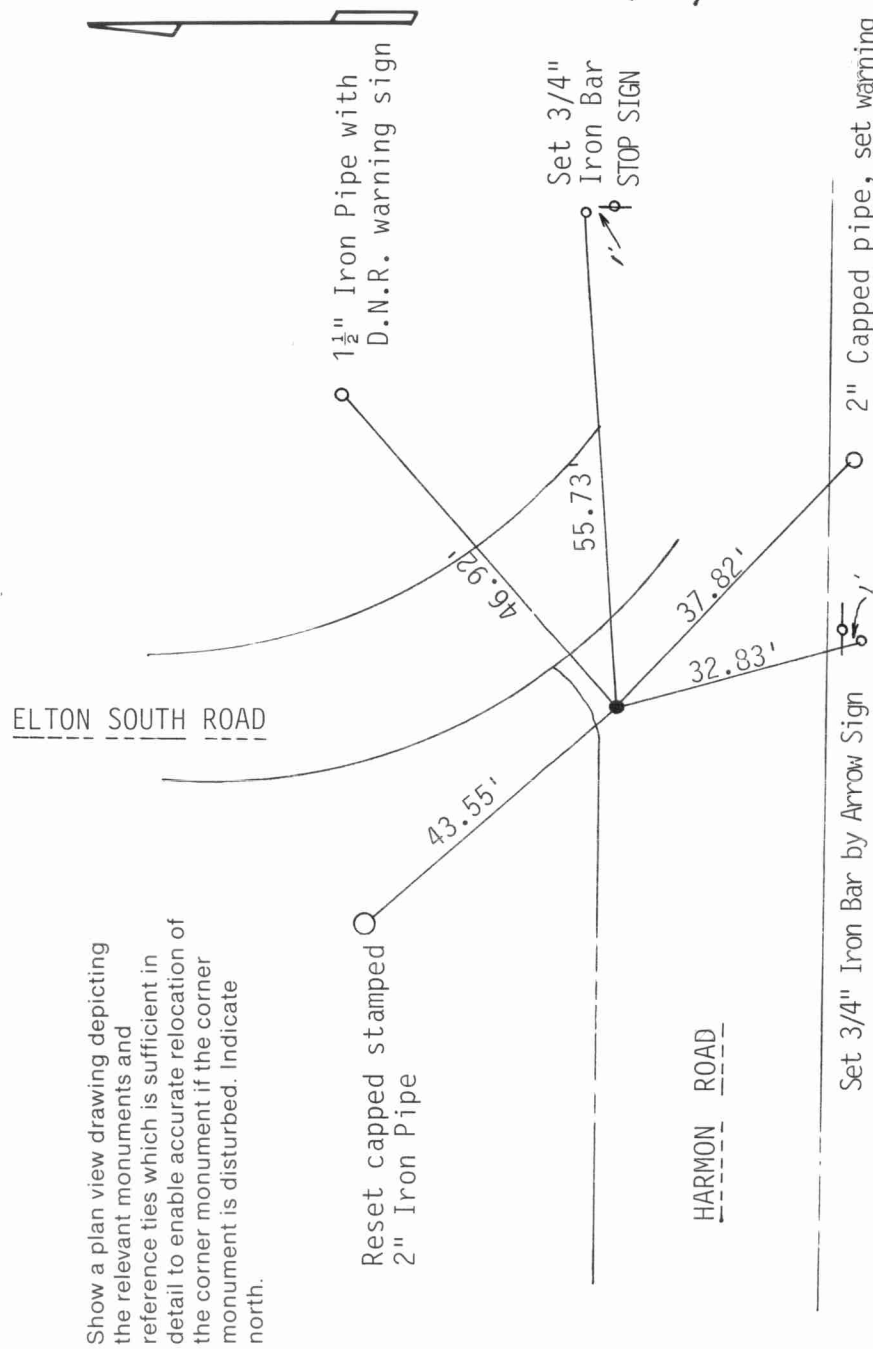 Show a plan view drawing depicting
the relevant monuments and
reference ties which is sufficient in
detail to enable accurate relocation of
the corner monument if the corner
monument is disturbed. Indicate
north.
ELTON SOUTH ROAD
1½" Iron Pipe with
D.N.R. warning sign
Reset capped stamped
2" Iron Pipe
43.55'
46.92'
55.73'
Set 3/4"
Iron Bar
STOP SIGN
1'
37.82'
32.83'
HARMON ROAD
1'
Set 3/4" Iron Bar by Arrow Sign
2" Capped pipe, set warning